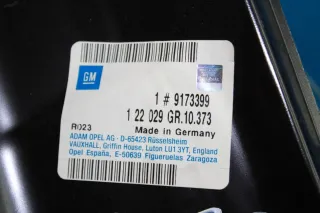 GM
1 # 9173399
1 22 029 GR.10.373
R023
Made in Germany
ADAM OPEL AG - D-65423 Rüsselsheim
VAUXHALL, Griffin House, Luton LU1 3YT, England
Opel España, E-50639 Figueruelas Zaragoza